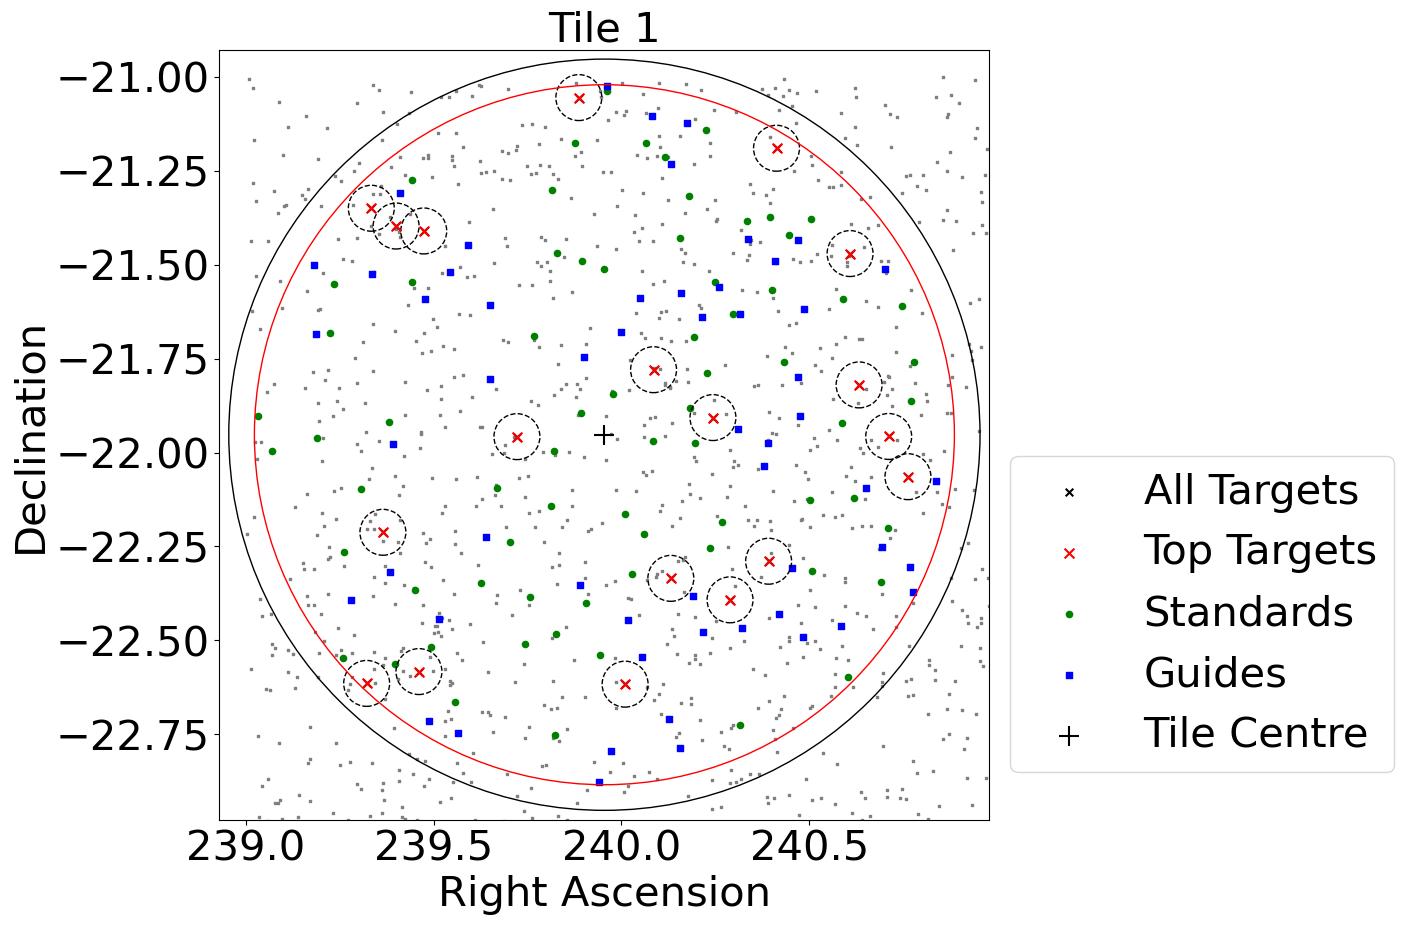 Tile 1
Declination
−21.00
−21.25
−21.50
−21.75
−22.00
−22.25
−22.50
−22.75
239.0 239.5 240.0 240.5
Right Ascension
All Targets
Top Targets
Standards
Guides
Tile Centre